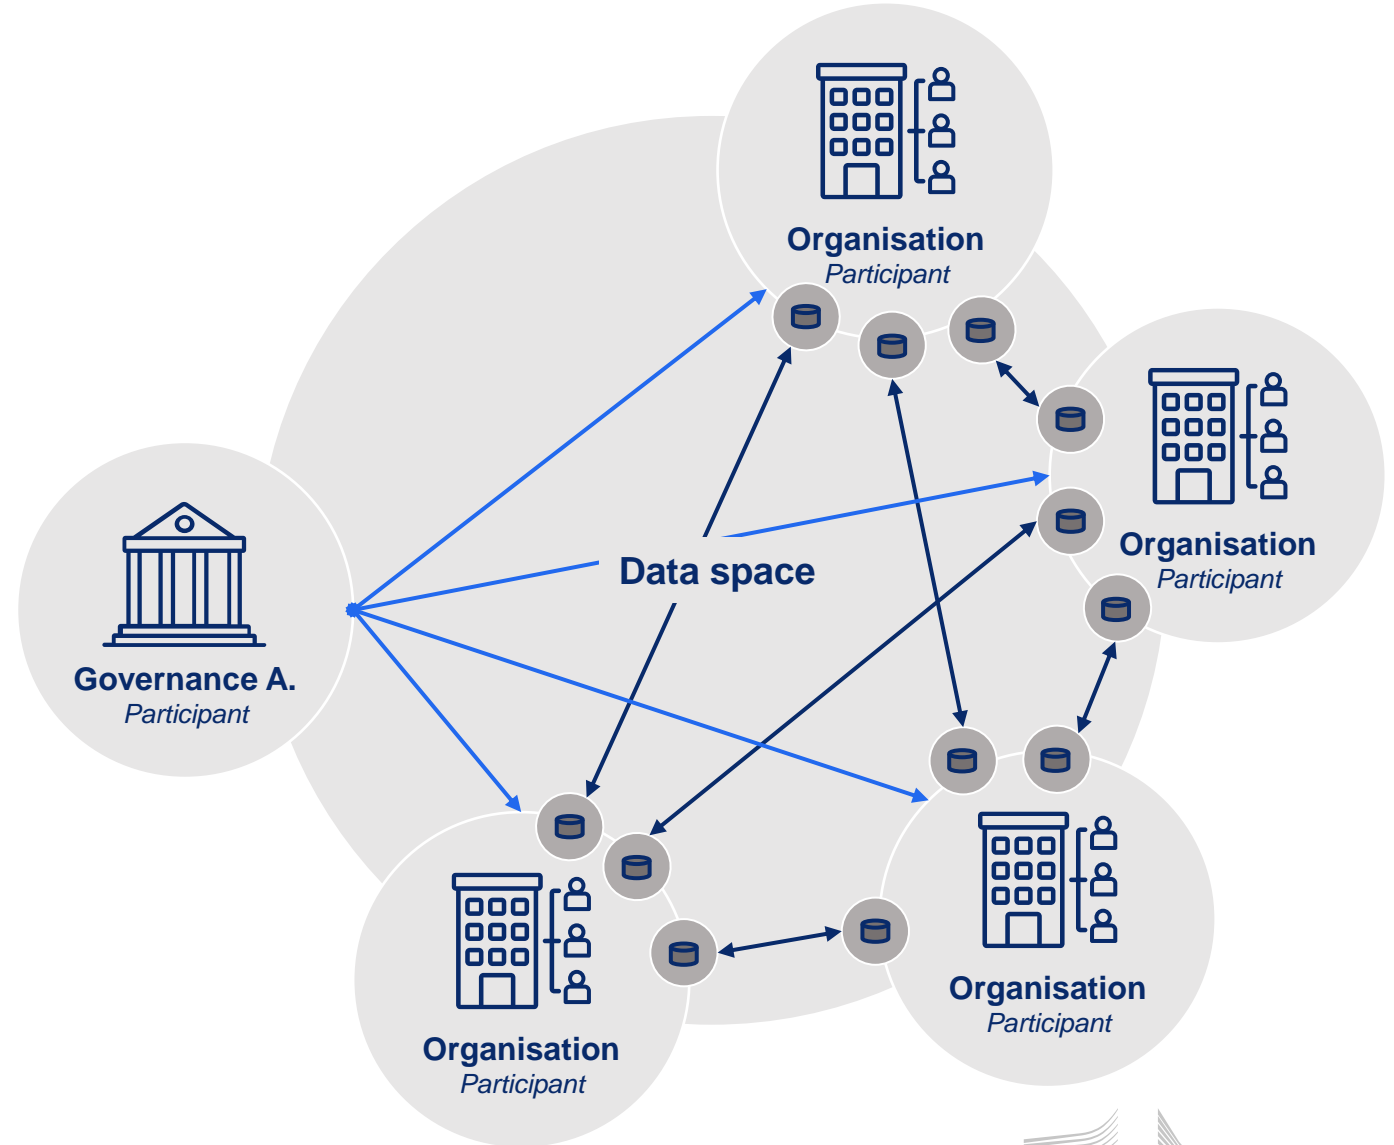 Organisation
Participant
Organisation
Participant
Data space
Governance A.
Participant
Organisation
Participant
Organisation
Participant